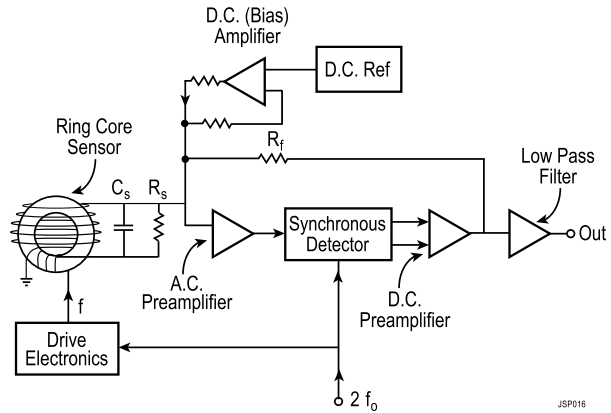 D.C. (Bias)
Amplifier
D.C. Ref
Ring Core
Sensor
Cs
Rs
Rf
Low Pass
Filter
Synchronous
Detector
Out
A.C.
Preamplifier
D.C.
Preamplifier
f
Drive
Electronics
2 fo
JSP016